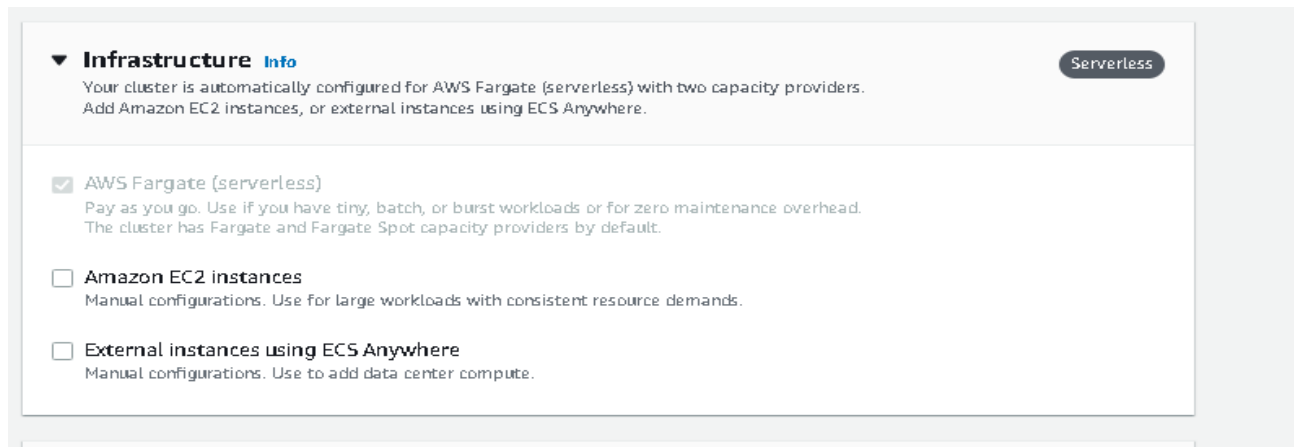 Infrastructure Info
Serverless
Your cluster is automatically configured for AWS Fargate (serverless) with two capacity providers.
Add Amazon EC2 instances, or external instances using ECS Anywhere.
AWS Fargate (serverless)
Pay as you go. Use if you have tiny, batch, or burst workloads or for zero maintenance overhead.
The cluster has Fargate and Fargate Spot capacity providers by default.
Amazon EC2 instances
Manual configurations. Use for large workloads with consistent resource demands.
External instances using ECS Anywhere
Manual configurations. Use to add data center compute.